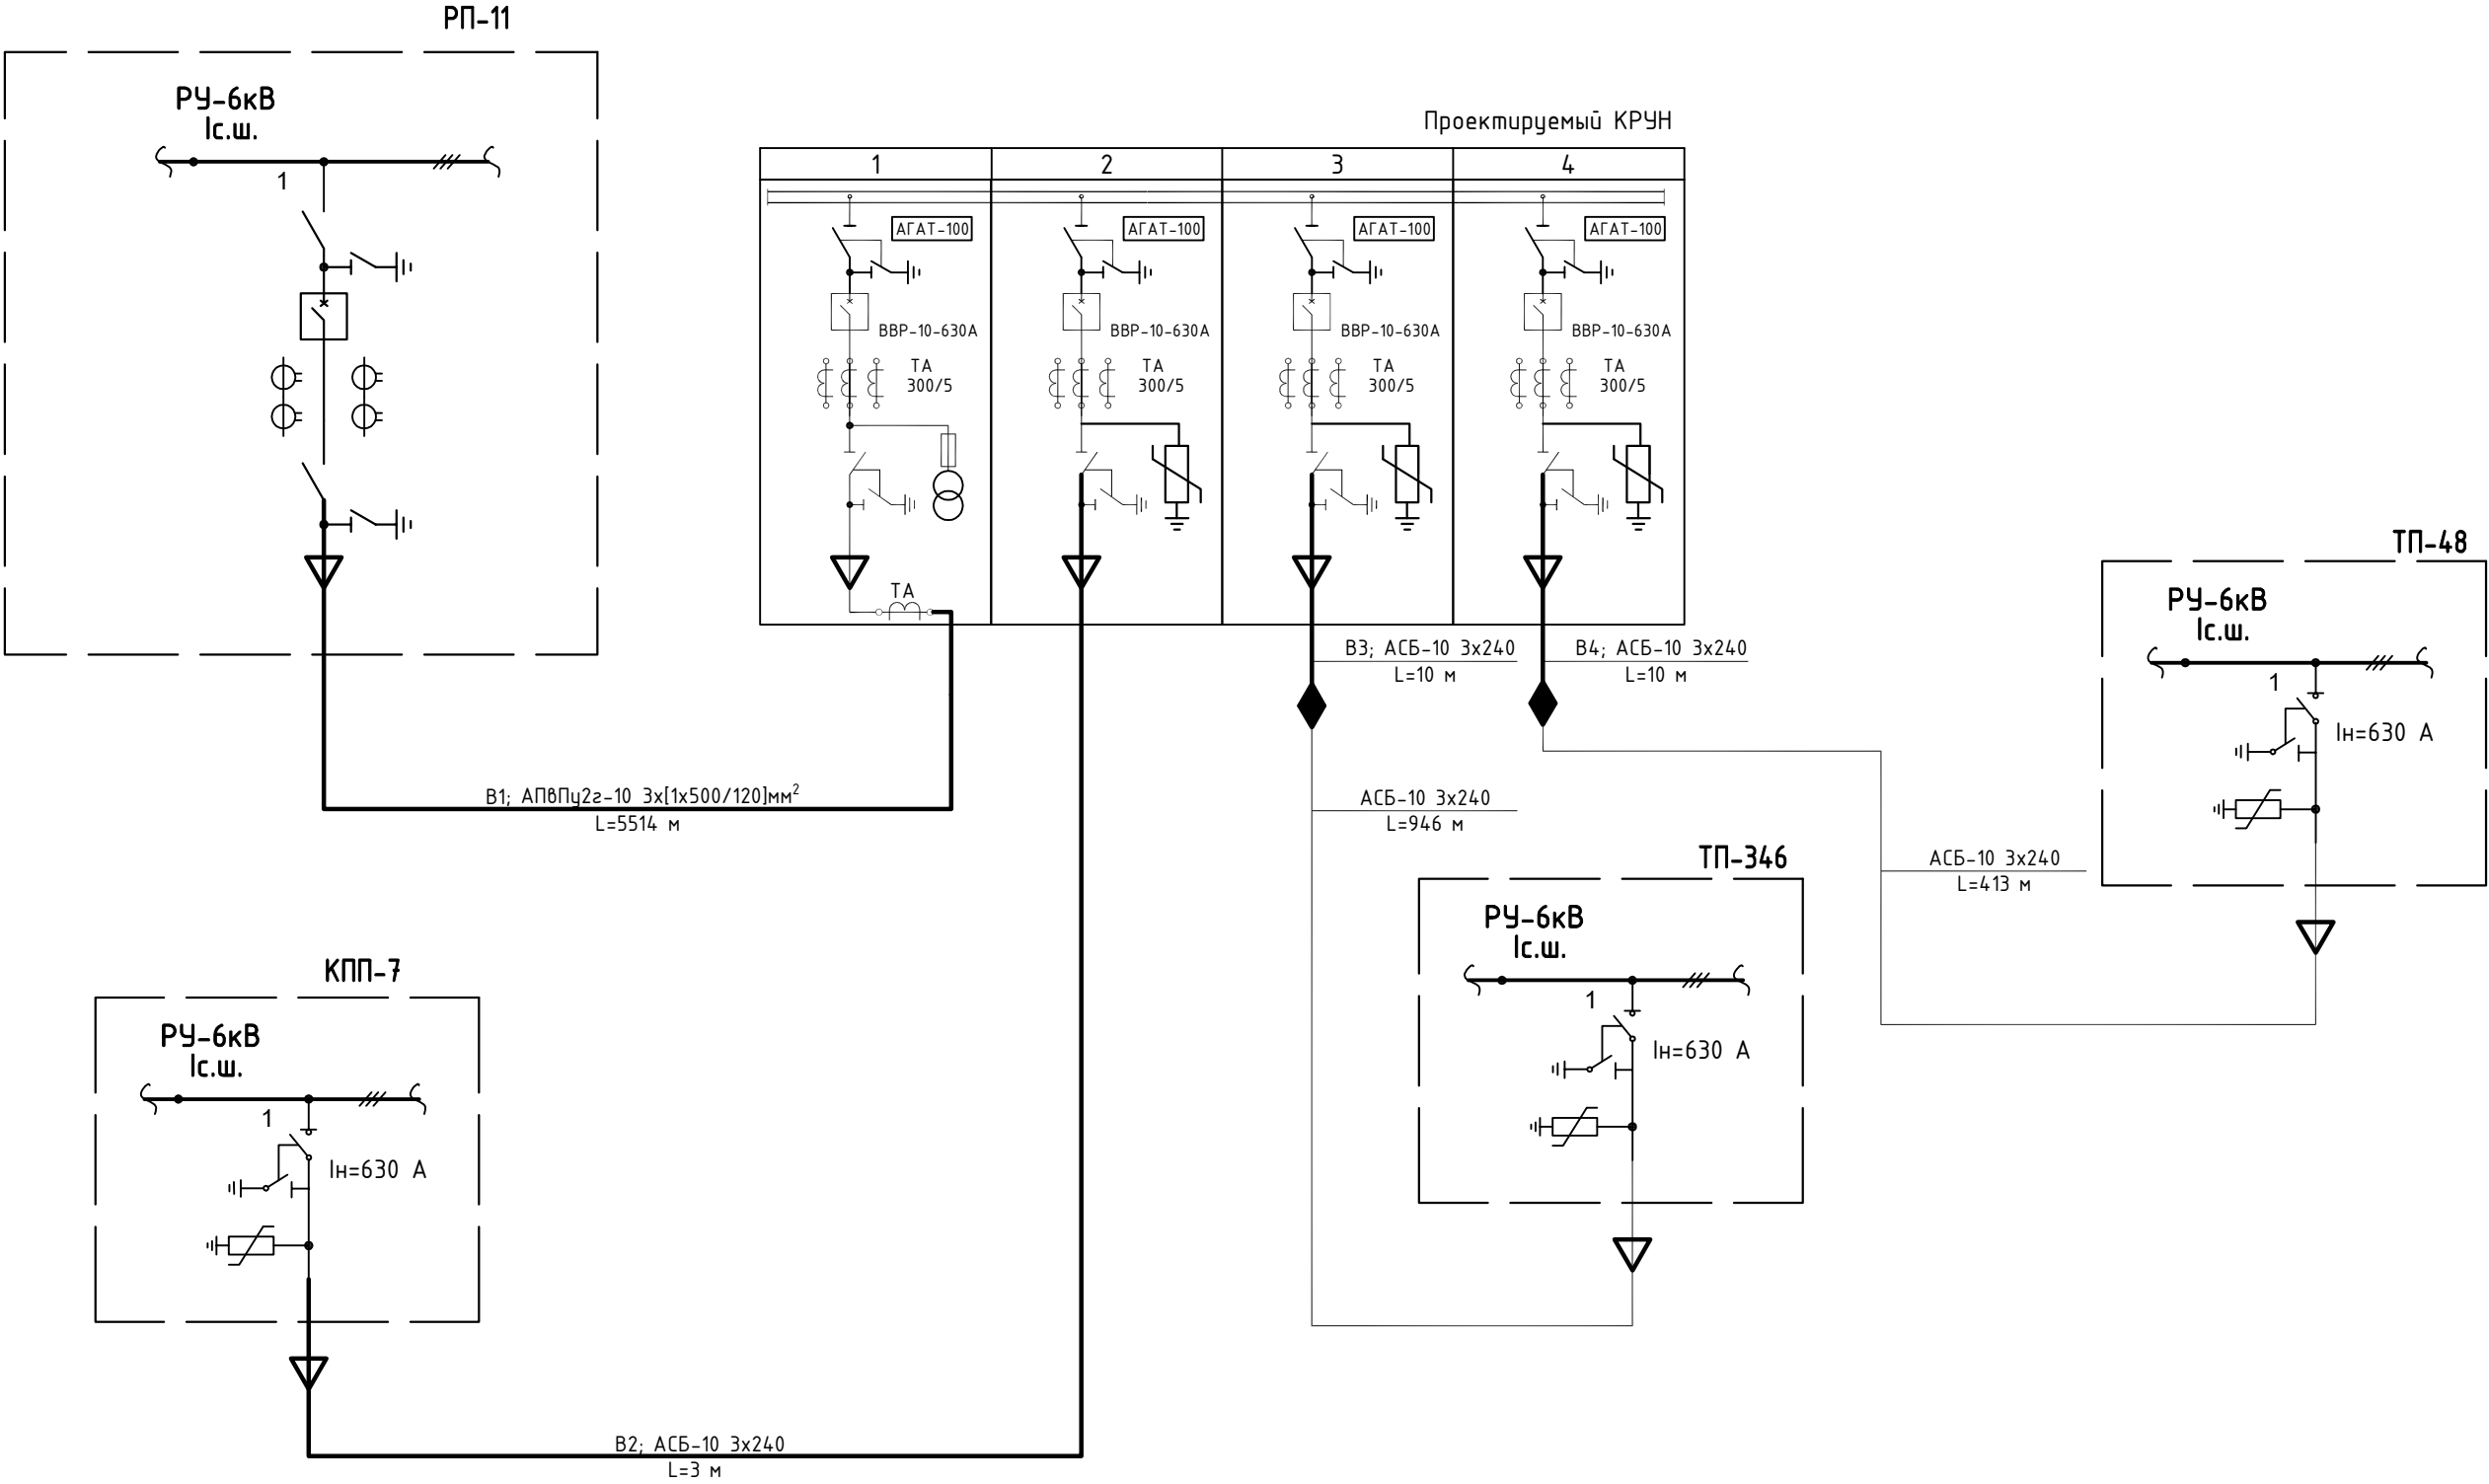 РП-11
РУ-6кВ
Iс.ш.
1
Проектируемый КРУН
1
2
3
4
АГАТ-100
АГАТ-100
АГАТ-100
АГАТ-100
ВВР-10-630А
ВВР-10-630А
ВВР-10-630А
ВВР-10-630А
ТА
300/5
ТА
300/5
ТА
300/5
ТА
300/5
ТА
В3; АСБ-10 3х240
L=10 м
В4; АСБ-10 3х240
L=10 м
ТП-48
РУ-6кВ
Iс.ш.
1
Iн=630 А
В1; АПвПу2г-10 3х[1х500/120]мм²
L=5514 м
АСБ-10 3х240
L=946 м
АСБ-10 3х240
L=413 м
ТП-346
РУ-6кВ
Iс.ш.
1
Iн=630 А
КПП-7
РУ-6кВ
Iс.ш.
1
Iн=630 А
В2; АСБ-10 3х240
L=3 м